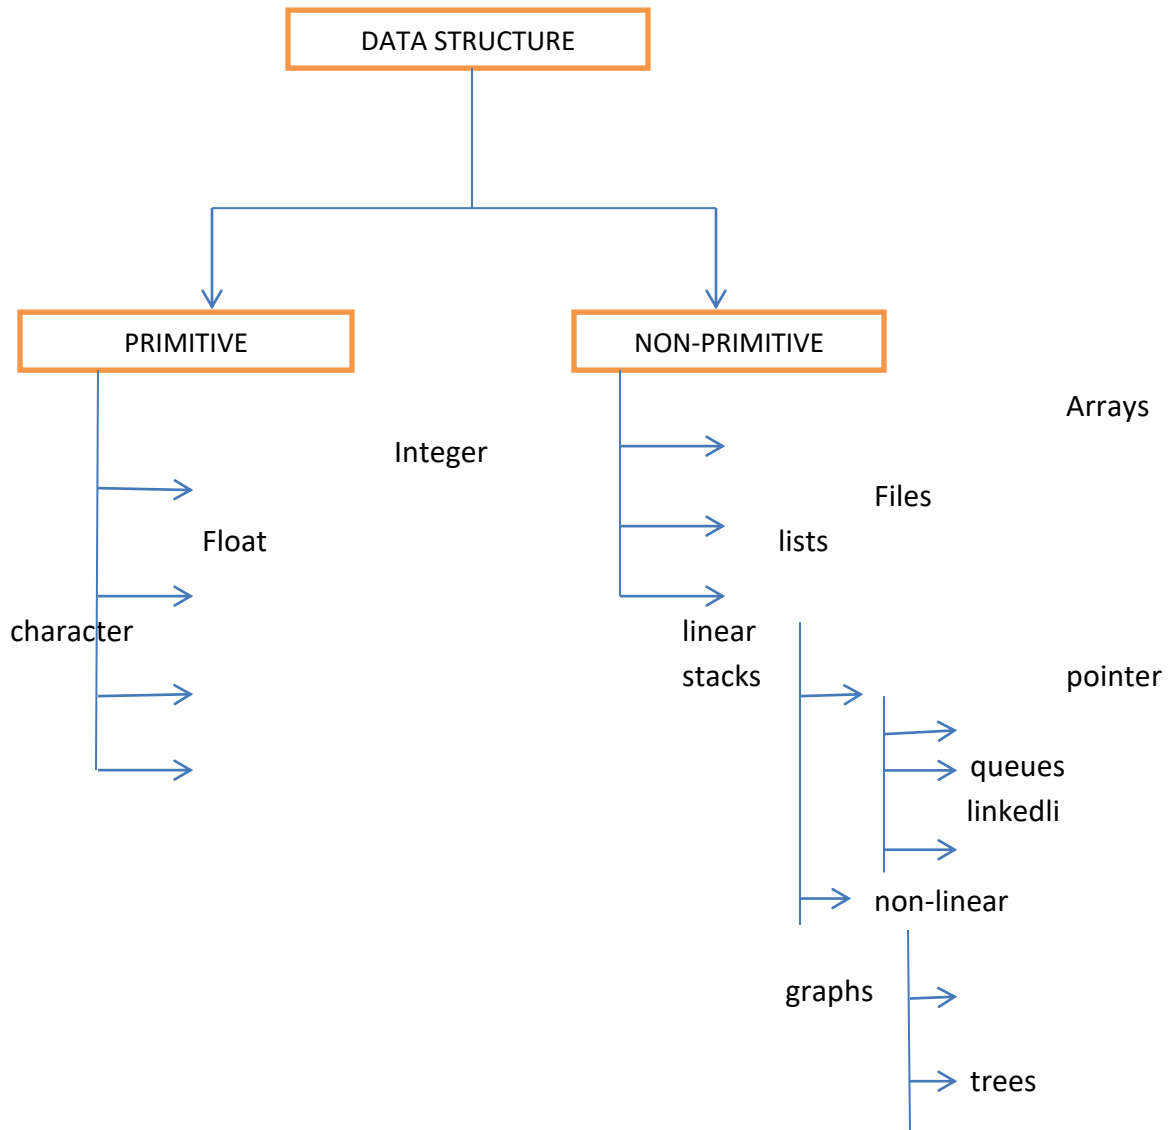 DATA STRUCTURE
PRIMITIVE
NON-PRIMITIVE
Arrays
Integer
Files
Float
lists
character
linear
stacks
pointer
queues
linkedli
non-linear
graphs
trees